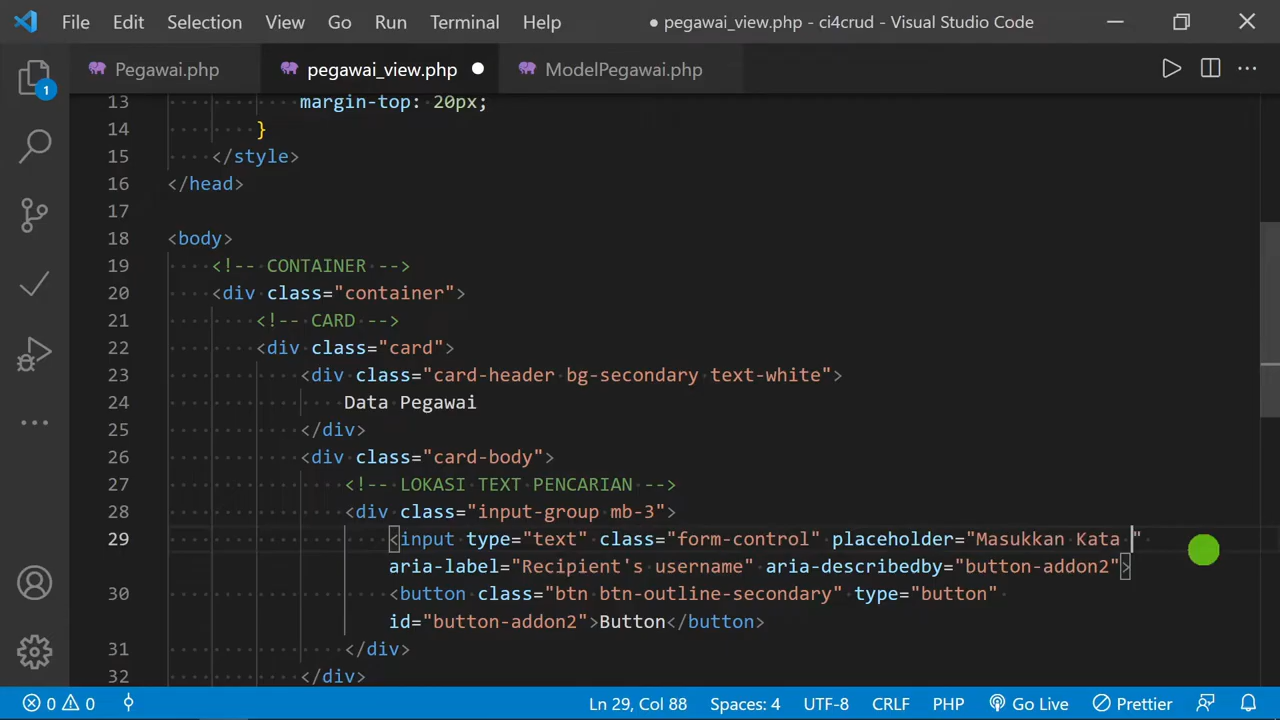 File Edit Selection View Go Run Terminal Help ● pegawai_view.php - ci4crud - Visual Studio Code
Pegawai.php pegawai_view.php ● ModelPegawai.php
1
13 margin-top: 20px;
14 }
15 </style>
16 </head>
17
18 <body>
19 <!-- CONTAINER -->
20 <div class="container">
21 <!-- CARD -->
22 <div class="card">
23 <div class="card-header bg-secondary text-white">
24 Data Pegawai
25 </div>
26 <div class="card-body">
27 <!-- LOKASI TEXT PENCARIAN -->
28 <div class="input-group mb-3">
29 <input type="text" class="form-control" placeholder="Masukkan Kata "
aria-label="Recipient's username" aria-describedby="button-addon2">
30 <button class="btn btn-outline-secondary" type="button"
id="button-addon2">Button</button>
31 </div>
32 </div>
0 0 Ln 29, Col 88 Spaces: 4 UTF-8 CRLF PHP Go Live Prettier